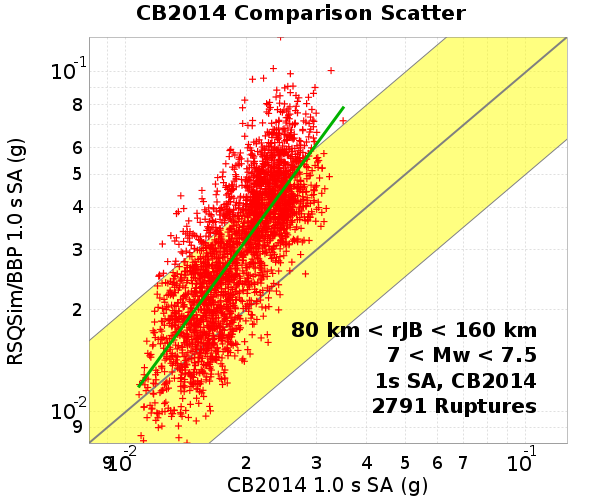 CB2014 Comparison Scatter
RSQSim/BBP 1.0 s SA (g)
10-1
8
6
5
4
3
2
10-2
9
80 km < rJB < 160 km
7 < Mw < 7.5
1s SA, CB2014
2791 Ruptures
9 10-2 2 3 4 5 6 7 10-1
CB2014 1.0 s SA (g)